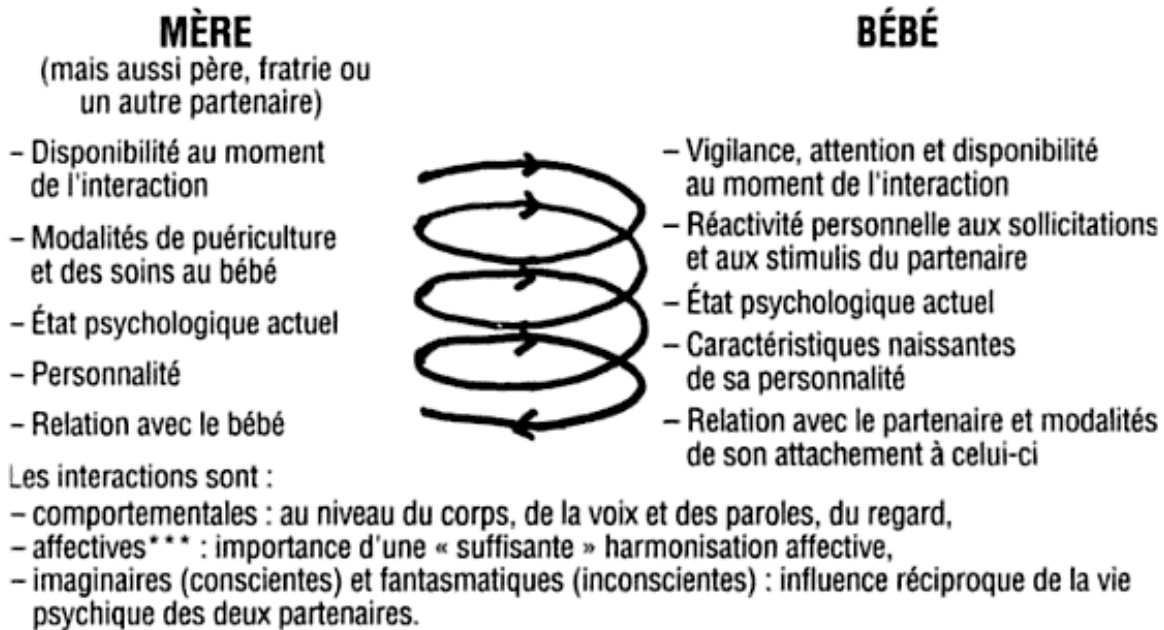 MÈRE
(mais aussi père, fratrie ou
un autre partenaire)
– Disponibilité au moment
de l'interaction
– Modalités de puériculture
et des soins au bébé
– État psychologique actuel
– Personnalité
– Relation avec le bébé
BÉBÉ
– Vigilance, attention et disponibilité
au moment de l'interaction
– Réactivité personnelle aux sollicitations
et aux stimulis du partenaire
– État psychologique actuel
– Caractéristiques naissantes
de sa personnalité
– Relation avec le partenaire et modalités
de son attachement à celui-ci
Les interactions sont :
– comportementales : au niveau du corps, de la voix et des paroles, du regard,
– affectives*** : importance d'une « suffisante » harmonisation affective,
– imaginaires (conscientes) et fantasmatiques (inconscientes) : influence réciproque de la vie
psychique des deux partenaires.